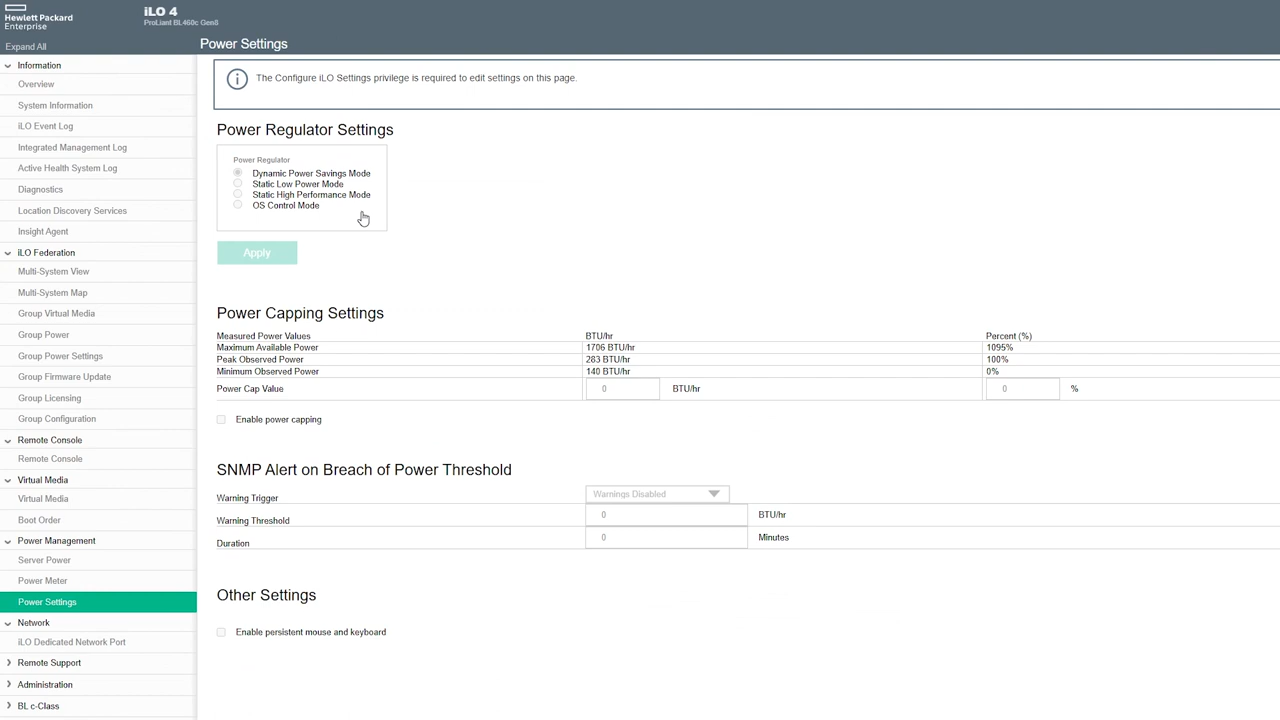 Hewlett Packard
Enterprise
iLO 4
ProLiant BL460c Gen8
Expand All
Power Settings
Information
Overview
System Information
iLO Event Log
Integrated Management Log
Active Health System Log
Diagnostics
Location Discovery Services
Insight Agent
iLO Federation
Multi-System View
Multi-System Map
Group Virtual Media
Group Power
Group Power Settings
Group Firmware Update
Group Licensing
Group Configuration
Remote Console
Remote Console
Virtual Media
Virtual Media
Boot Order
Power Management
Server Power
Power Meter
Power Settings
Network
iLO Dedicated Network Port
Remote Support
Administration
BL c-Class
The Configure iLO Settings privilege is required to edit settings on this page.
Power Regulator Settings
Power Regulator
Dynamic Power Savings Mode
Static Low Power Mode
Static High Performance Mode
OS Control Mode
Apply
Power Capping Settings
Measured Power Values BTU/hr Percent (%)
Maximum Available Power 1706 BTU/hr 1095%
Peak Observed Power 283 BTU/hr 100%
Minimum Observed Power 140 BTU/hr 0%
Power Cap Value 0 BTU/hr 0 %
Enable power capping
SNMP Alert on Breach of Power Threshold
Warning Trigger Warnings Disabled
Warning Threshold 0 BTU/hr
Duration 0 Minutes
Other Settings
Enable persistent mouse and keyboard